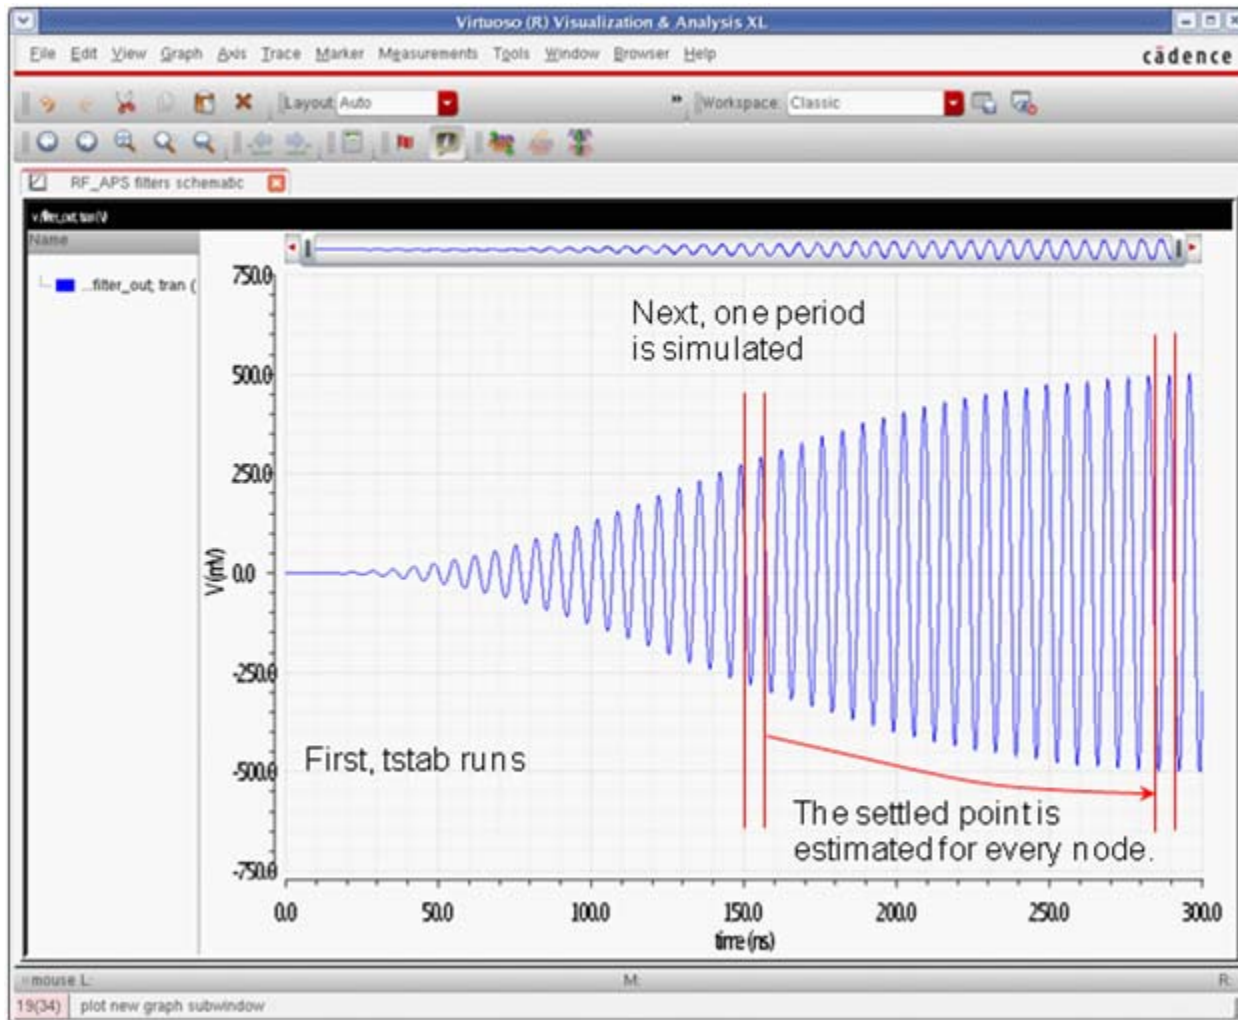 Virtuoso (R) Visualization & Analysis XL
File Edit View Graph Axis Trace Marker Measurements Tools Window Browser Help
cādence
Layout: Auto
» Workspace: Classic
RF_APS filters schematic
v /filter_out; tran (V)
Name
...filter_out; tran (
750.0
500.0
250.0
0.0
-250.0
-500.0
-750.0
V (mV)
Next, one period
is simulated
First, tstab runs
The settled point is
estimated for every node.
0.0 50.0 100.0 150.0 200.0 250.0 300.0
time (ns)
mouse L: M: R:
19(34) plot new graph subwindow